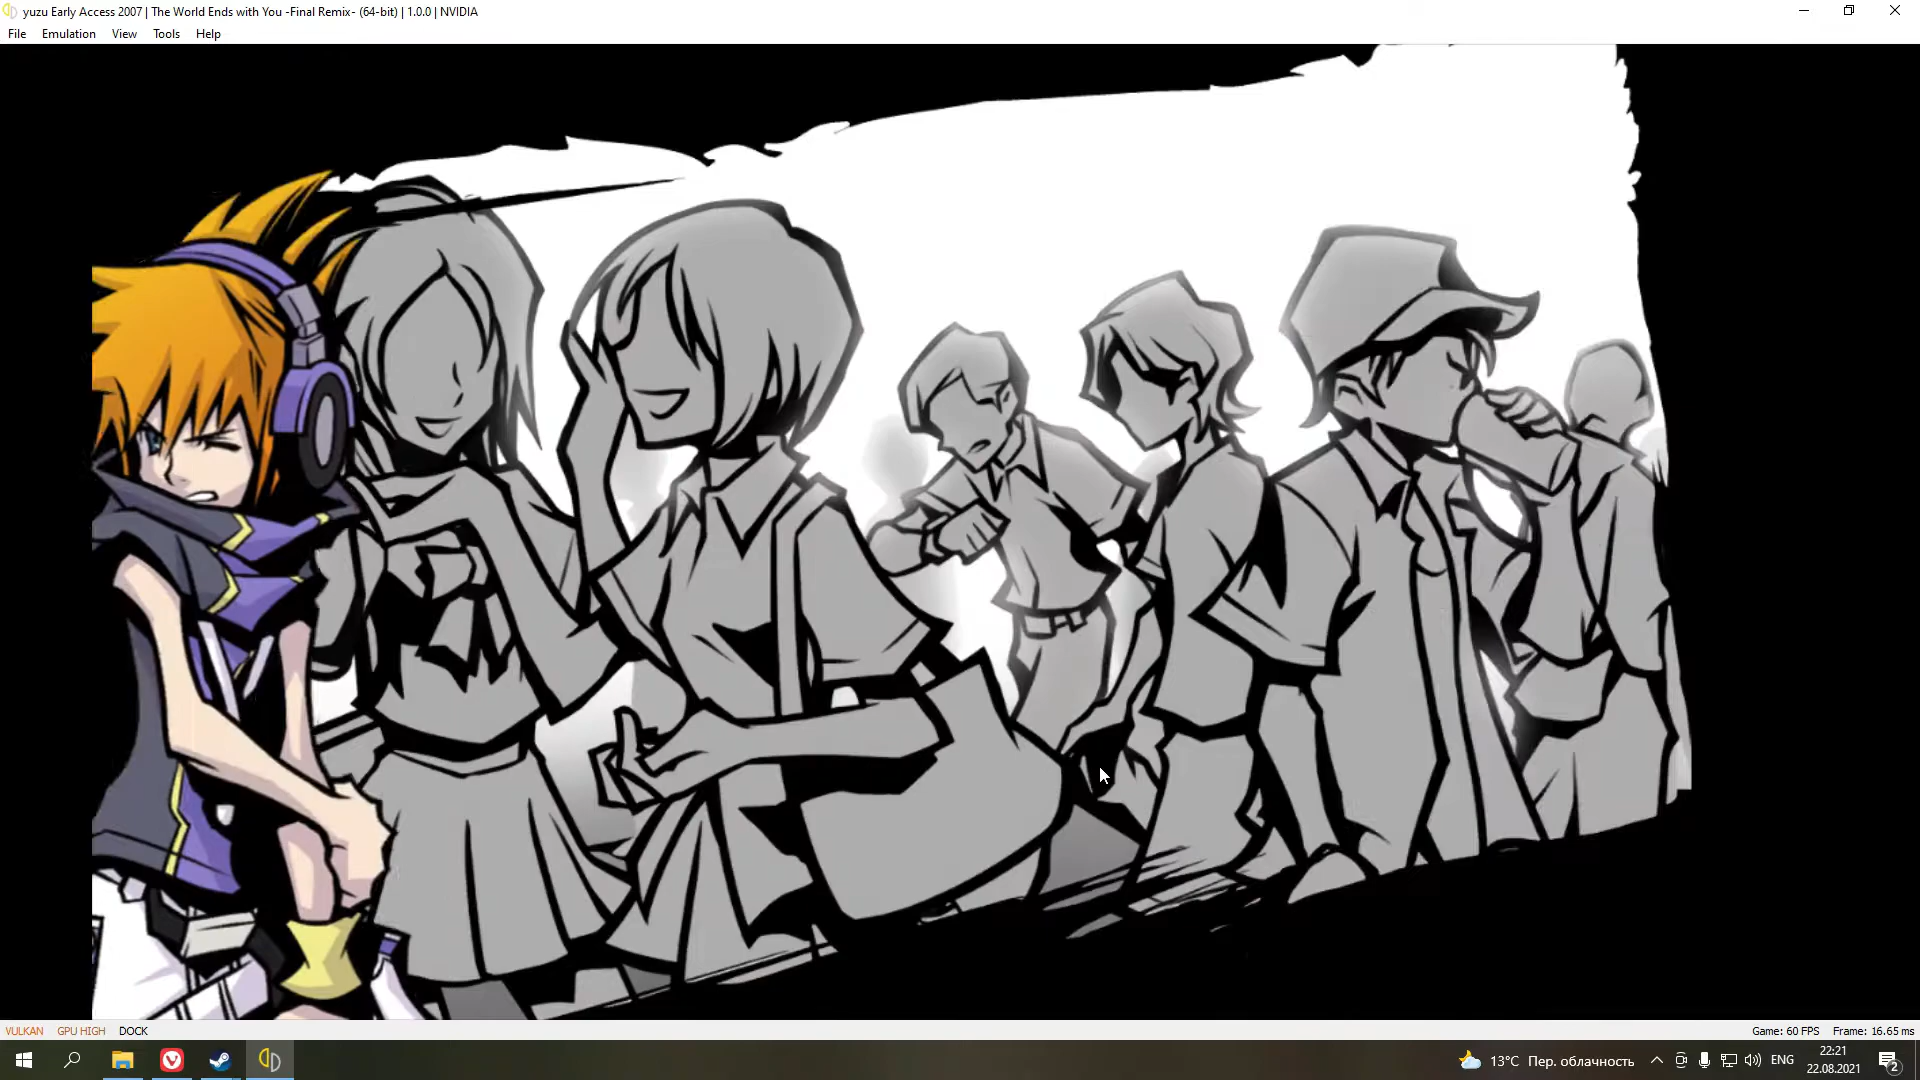 yuzu Early Access 2007 | The World Ends with You -Final Remix- (64-bit) | 1.0.0 | NVIDIA
File Emulation View Tools Help
VULKAN GPU HIGH DOCK Game: 60 FPS Frame: 16.65 ms
13°C Пер. облачность ENG 22:21
22.08.2021 2